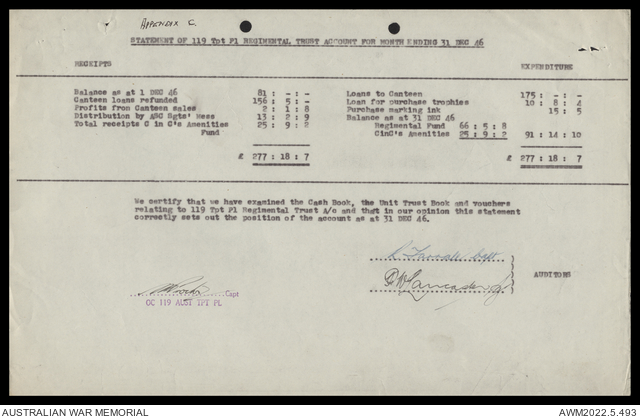 APPENDIX C.
STATEMENT OF 119 Tpt Pl REGIMENTAL TRUST ACCOUNT FOR MONTH ENDING 31 DEC 46
RECEIPTS
EXPENDITURE
Balance as at 1 DEC 46 81 : - : -
Canteen loans refunded 156 : 5 : -
Profits from Canteen sales 2 : 1 : 8
Distribution by ASC Sgts' Mess 13 : 2 : 9
Total receipts C in C's Amenities 25 : 9 : 2
Fund
£ 277 : 18 : 7
Loans to Canteen 175 : - : -
Loan for purchase trophies 10 : 8 : 4
Purchase marking ink 15 : 5
Balance as at 31 DEC 46
Regimental Fund 66 : 5 : 8
CinC's Amenities 25 : 9 : 2 91 : 14 : 10
£ 277 : 18 : 7
We certify that we have examined the Cash Book, the Unit Trust Book and vouchers
relating to 119 Tpt Pl Regimental Trust A/c and that in our opinion this statement
correctly sets out the position of the account as at 31 DEC 46.
AUDITORS
Capt
OC 119 AUST TPT PL
AUSTRALIAN WAR MEMORIAL
AWM2022.5.493